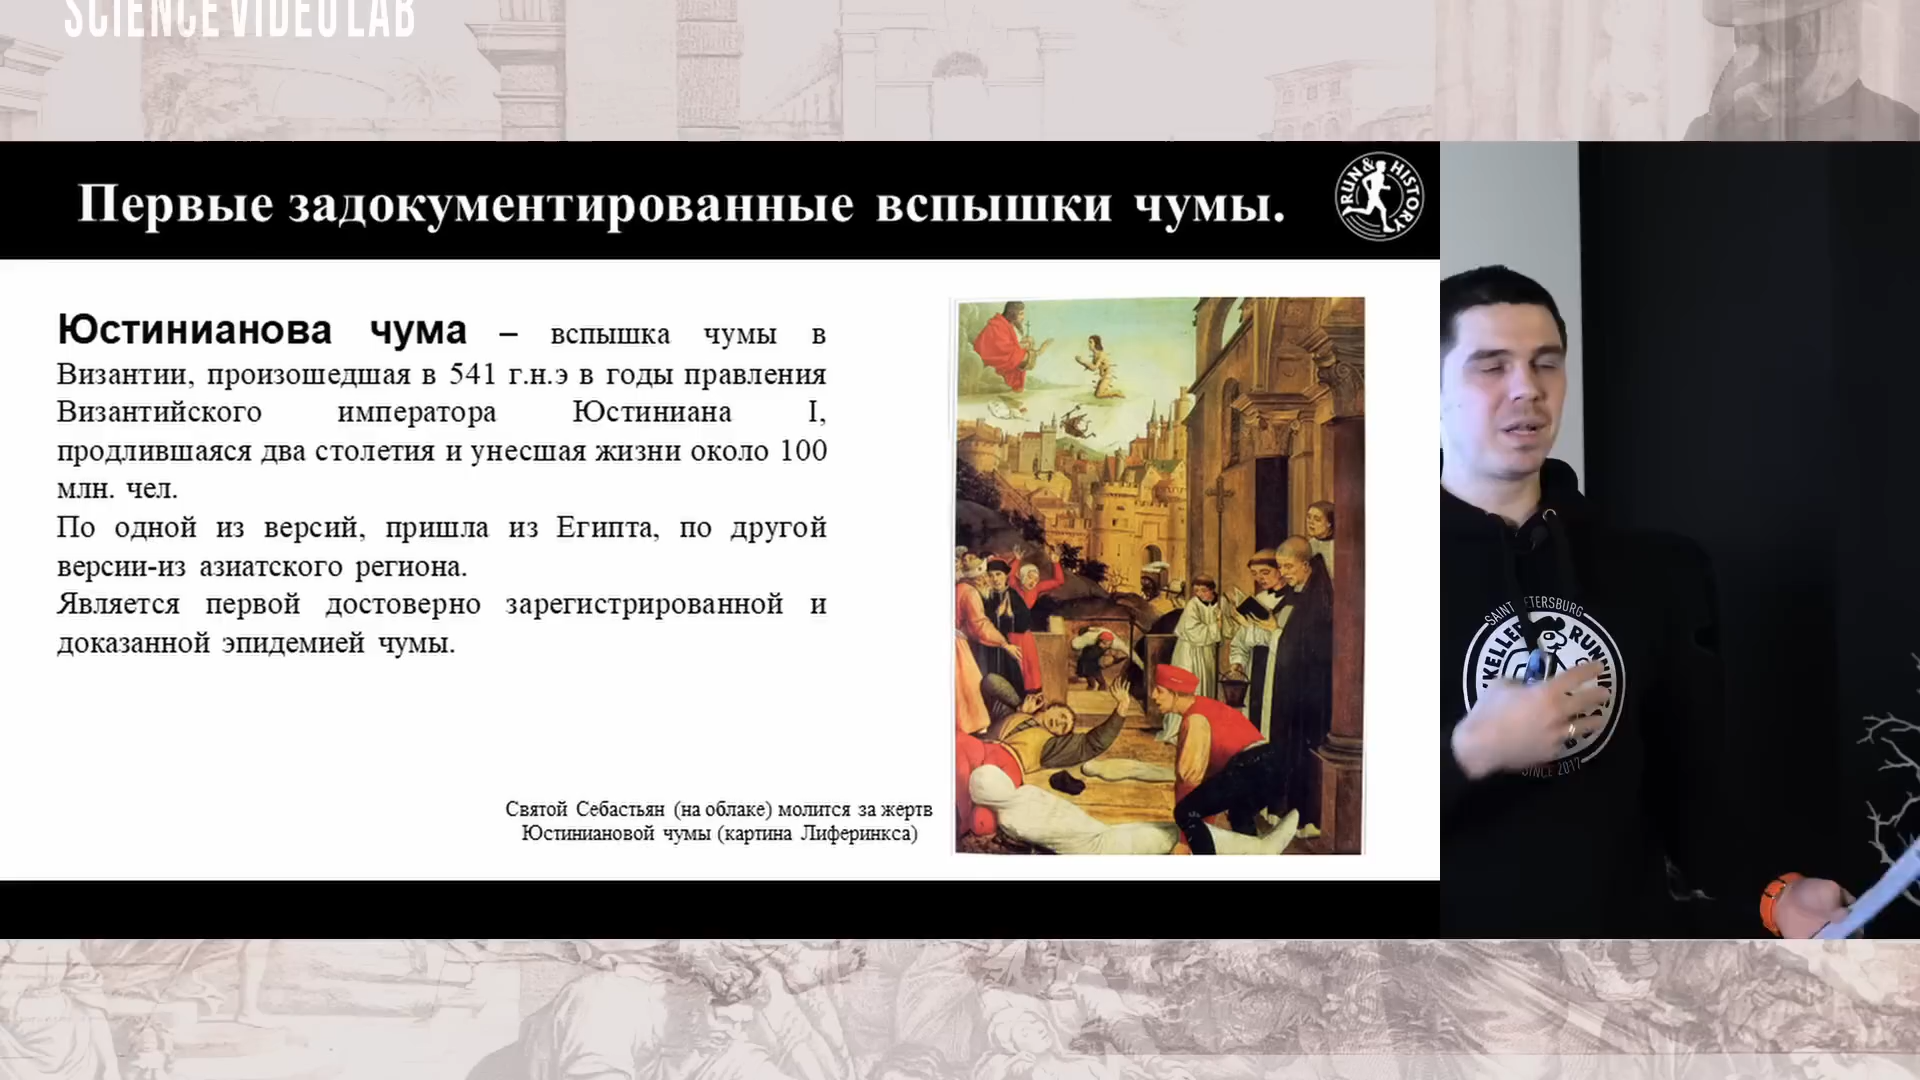 SCIENCE VIDEO LAB
Первые задокументированные вспышки чумы.
RUN & HISTORY
Юстинианова чума – вспышка чумы в
Византии, произошедшая в 541 г.н.э в годы правления
Византийского императора Юстиниана I,
продлившаяся два столетия и унесшая жизни около 100
млн. чел.
По одной из версий, пришла из Египта, по другой
версии-из азиатского региона.
Является первой достоверно зарегистрированной и
доказанной эпидемией чумы.
Святой Себастьян (на облаке) молится за жертв
Юстиниановой чумы (картина Лиферинкса)
SAINT
SINCE 2017